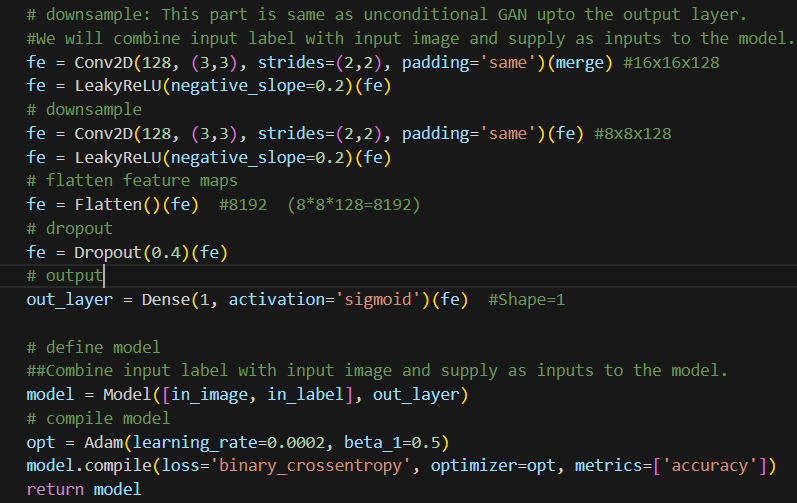 # downsample: This part is same as unconditional GAN upto the output layer.
#We will combine input label with input image and supply as inputs to the model.
fe = Conv2D(128, (3,3), strides=(2,2), padding='same')(merge) #16x16x128
fe = LeakyReLU(negative_slope=0.2)(fe)
# downsample
fe = Conv2D(128, (3,3), strides=(2,2), padding='same')(fe) #8x8x128
fe = LeakyReLU(negative_slope=0.2)(fe)
# flatten feature maps
fe = Flatten()(fe)  #8192  (8*8*128=8192)
# dropout
fe = Dropout(0.4)(fe)
# output
out_layer = Dense(1, activation='sigmoid')(fe)  #Shape=1
# define model
##Combine input label with input image and supply as inputs to the model.
model = Model([in_image, in_label], out_layer)
# compile model
opt = Adam(learning_rate=0.0002, beta_1=0.5)
model.compile(loss='binary_crossentropy', optimizer=opt, metrics=['accuracy'])
return model